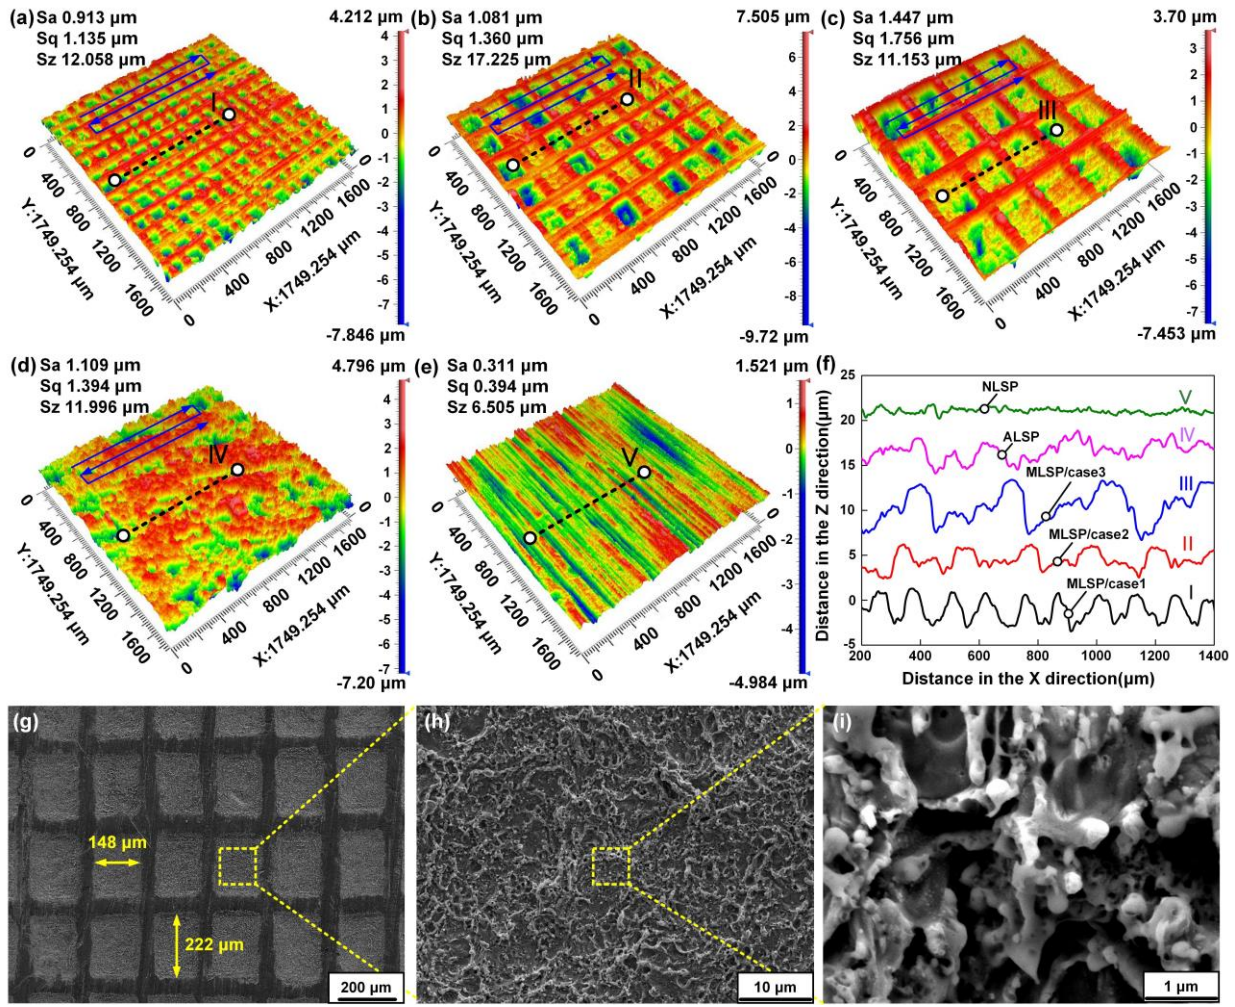 (a)
Sa 0.913 µm
Sq 1.135 µm
Sz 12.058 µm
4.212 µm
4
3
2
1
0
-1
-2
-3
-4
-5
-6
-7
-7.846 µm
I
0
400
800
1200
1600
Y:1749.254 µm
0
400
800
1200
1600
0
X:1749.254 µm
(b)
Sa 1.081 µm
Sq 1.360 µm
Sz 17.225 µm
7.505 µm
6
4
2
0
-2
-4
-6
-8
-9.72 µm
II
0
400
800
1200
1600
Y:1749.254 µm
0
400
800
1200
1600
0
X:1749.254 µm
(c)
Sa 1.447 µm
Sq 1.756 µm
Sz 11.153 µm
3.70 µm
3
2
1
0
-1
-2
-3
-4
-5
-6
-7
-7.453 µm
III
0
400
800
1200
1600
Y:1749.254 µm
0
400
800
1200
1600
0
X:1749.254 µm
(d)
Sa 1.109 µm
Sq 1.394 µm
Sz 11.996 µm
4.796 µm
4
3
2
1
0
-1
-2
-3
-4
-5
-6
-7
-7.20 µm
IV
0
400
800
1200
1600
Y:1749.254 µm
0
400
800
1200
1600
0
X:1749.254 µm
(e)
Sa 0.311 µm
Sq 0.394 µm
Sz 6.505 µm
1.521 µm
1
0
-1
-2
-3
-4
-4.984 µm
V
0
400
800
1200
1600
Y:1749.254 µm
0
400
800
1200
1600
0
X:1749.254 µm
(f)
Distance in the Z direction(µm)
25
20
15
10
5
0
-5
NLSP
V
ALSP
IV
MLSP/case3
III
MLSP/case2
II
MLSP/case1
I
200
400
600
800
1000
1200
1400
Distance in the X direction(µm)
(g)
148 µm
222 µm
200 µm
(h)
10 µm
(i)
1 µm